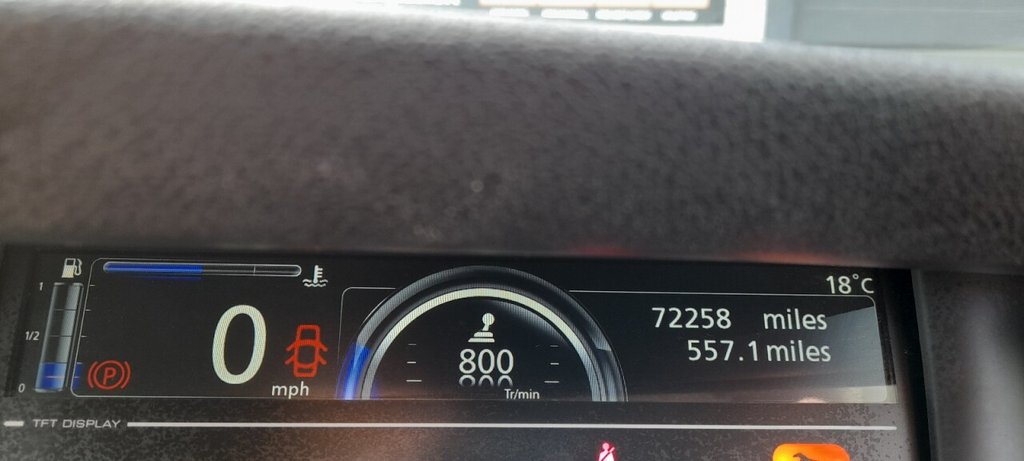 18°C
1
1/2
0
P
0
mph
800
Tr/min
72258 miles
557.1 miles
TFT DISPLAY